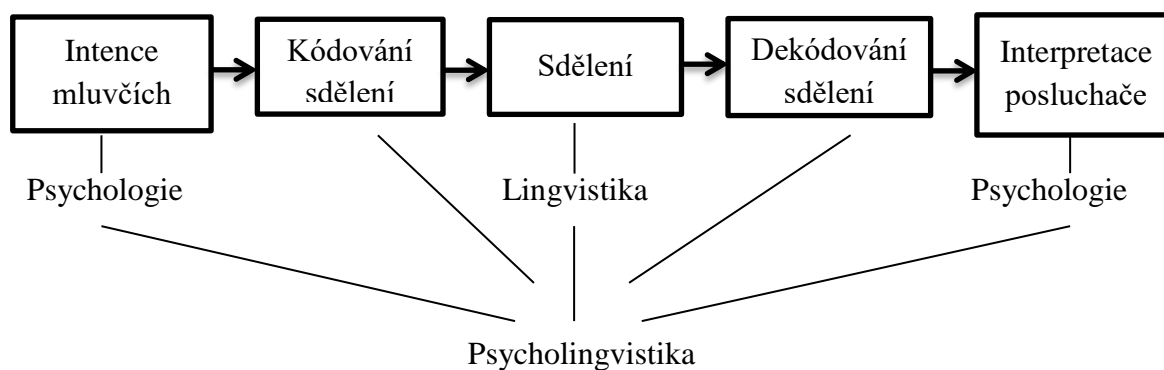 Intence
mluvčích
Kódování
sdělení
Sdělení
Dekódování
sdělení
Interpretace
posluchače
Psychologie
Lingvistika
Psychologie
Psycholingvistika